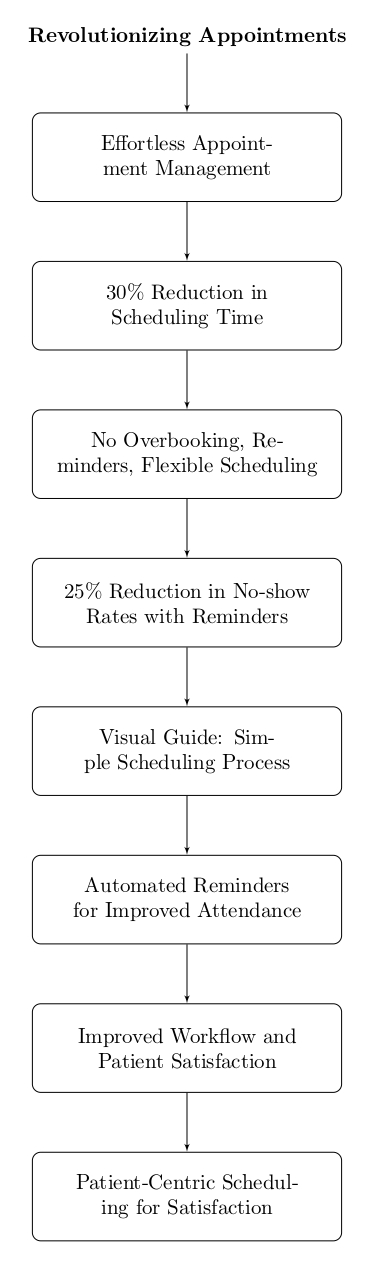 Revolutionizing Appointments
Effortless Appoint-
ment Management
30% Reduction in
Scheduling Time
No Overbooking, Re-
minders, Flexible Scheduling
25% Reduction in No-show
Rates with Reminders
Visual Guide: Sim-
ple Scheduling Process
Automated Reminders
for Improved Attendance
Improved Workflow and
Patient Satisfaction
Patient-Centric Schedul-
ing for Satisfaction